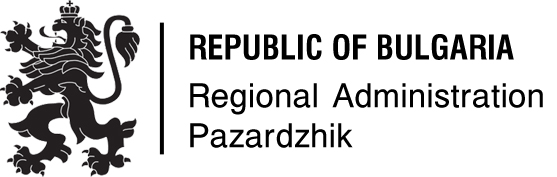 REPUBLIC OF BULGARIA
Regional Administration
Pazardzhik